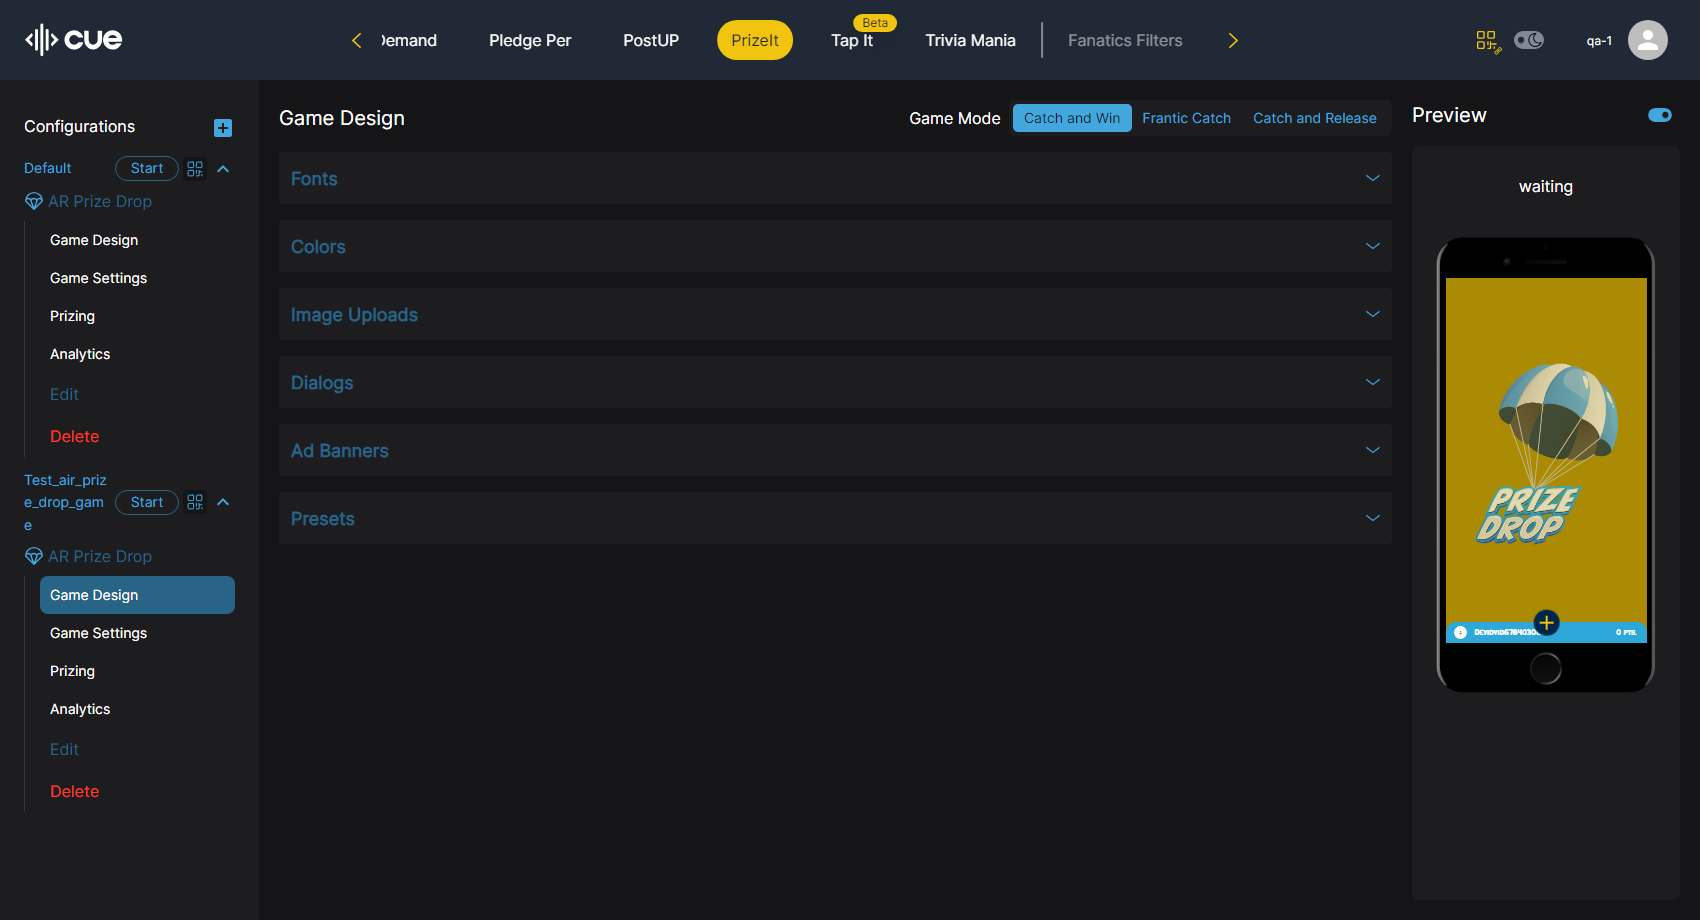 cue
Pledge Per
PostUP
PrizeIt
Beta
Tap It
Trivia Mania
Fanatics Filters
qa-1
Configurations
Default
Start
AR Prize Drop
Game Design
Game Settings
Prizing
Analytics
Edit
Delete
Test_air_priz
e_drop_gam
e
Start
AR Prize Drop
Game Design
Game Settings
Prizing
Analytics
Edit
Delete
Game Design
Game Mode
Catch and Win
Frantic Catch
Catch and Release
Fonts
Colors
Image Uploads
Dialogs
Ad Banners
Presets
Preview
waiting
PRIZE
DROP
0 PTS.